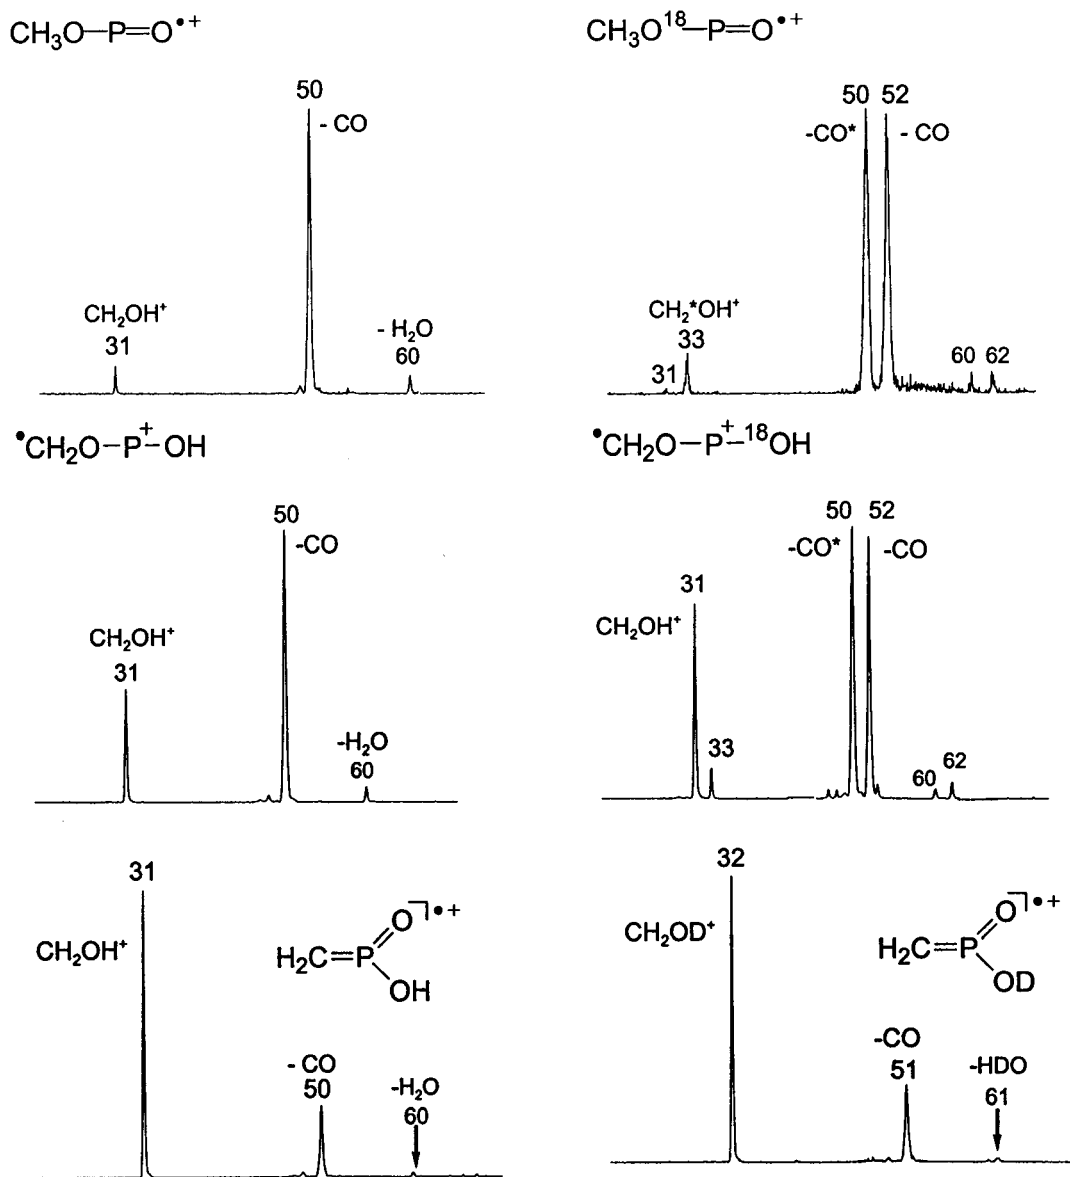 CH3O–P=O•+
50
- CO
CH₂OH⁺
31
- H₂O
60
CH3O¹⁸–P=O•+
50 52
-CO* - CO
CH₂*OH⁺
33
31
60 62
•CH₂O–P⁺–OH
50
-CO
CH₂OH⁺
31
-H₂O
60
•CH₂O–P⁺–¹⁸OH
50 52
-CO* -CO
31
CH₂OH⁺
33
60 62
31
CH₂OH⁺
O•+
H₂C=P
OH
- CO
50
-H₂O
60
32
CH₂OD⁺
O•+
H₂C=P
OD
-CO
51
-HDO
61